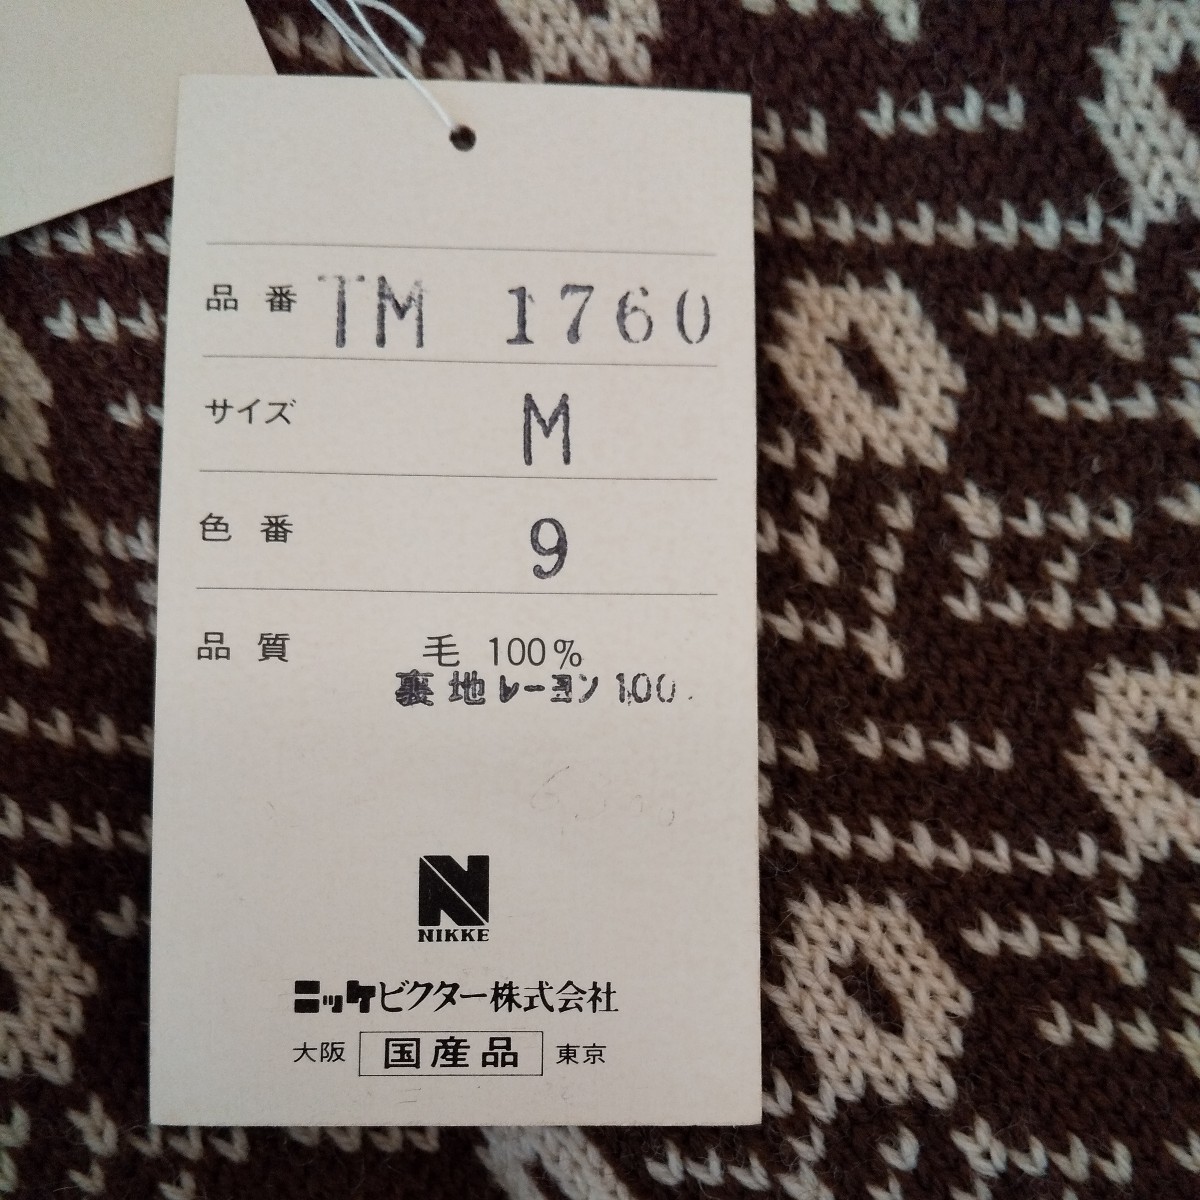 品番 TM 1760
サイズ M
色番 9
品質 毛 100%
裏地レーヨン 100.
N
NIKKE
ニッケビクター株式会社
大阪 国産品 東京